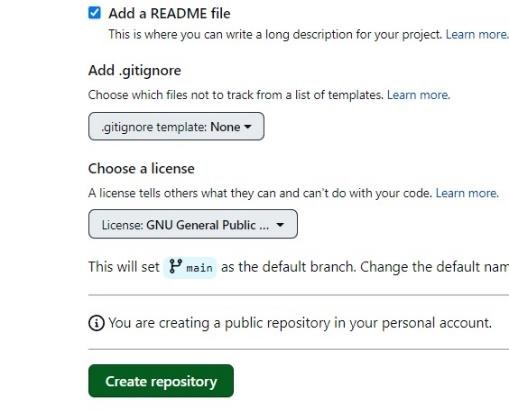 Add a README file
This is where you can write a long description for your project. Learn more.
Add .gitignore
Choose which files not to track from a list of templates. Learn more.
.gitignore template: None
Choose a license
A license tells others what they can and can't do with your code. Learn more.
License: GNU General Public ...
This will set main as the default branch. Change the default nam
You are creating a public repository in your personal account.
Create repository